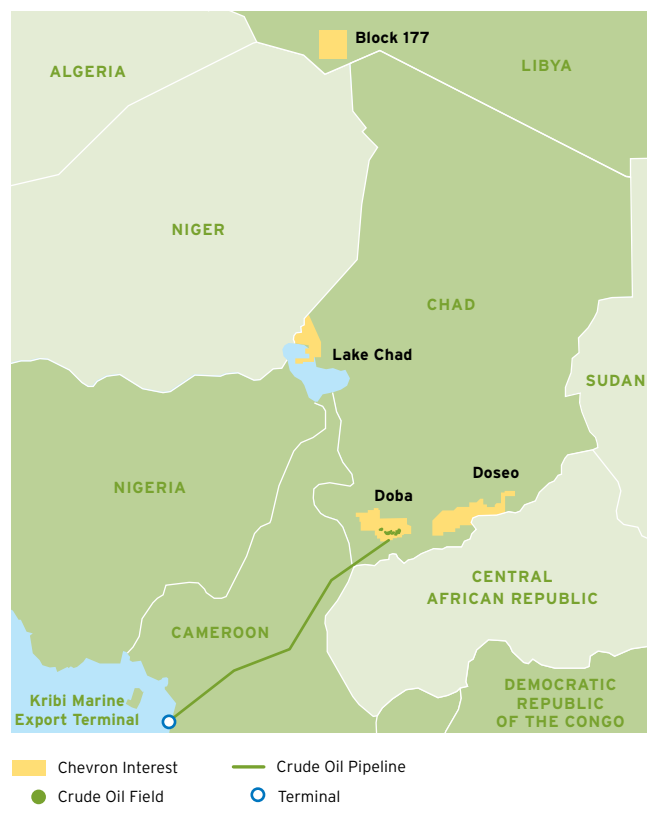 Block 177
LIBYA
ALGERIA
NIGER
CHAD
Lake Chad
SUDAN
Doseo
NIGERIA
Doba
CENTRAL
AFRICAN REPUBLIC
CAMEROON
DEMOCRATIC
REPUBLIC
OF THE CONGO
Kribi Marine
Export Terminal
Chevron Interest
Crude Oil Pipeline
Crude Oil Field
Terminal